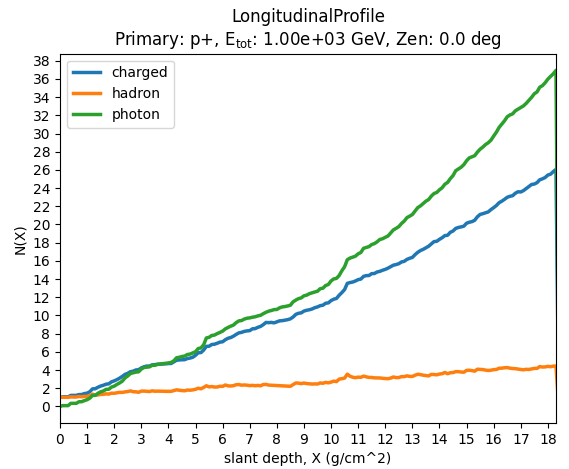 LongitudinalProfile
Primary: p+, Etot: 1.00e+03 GeV, Zen: 0.0 deg
charged
hadron
photon
N(X)
38
36
34
32
30
28
26
24
22
20
18
16
14
12
10
8
6
4
2
0
0 1 2 3 4 5 6 7 8 9 10 11 12 13 14 15 16 17 18
slant depth, X (g/cm^2)